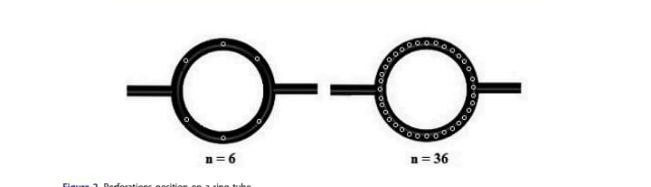 n = 6 n = 36
Figure 2. Perforations position on a ring tube.